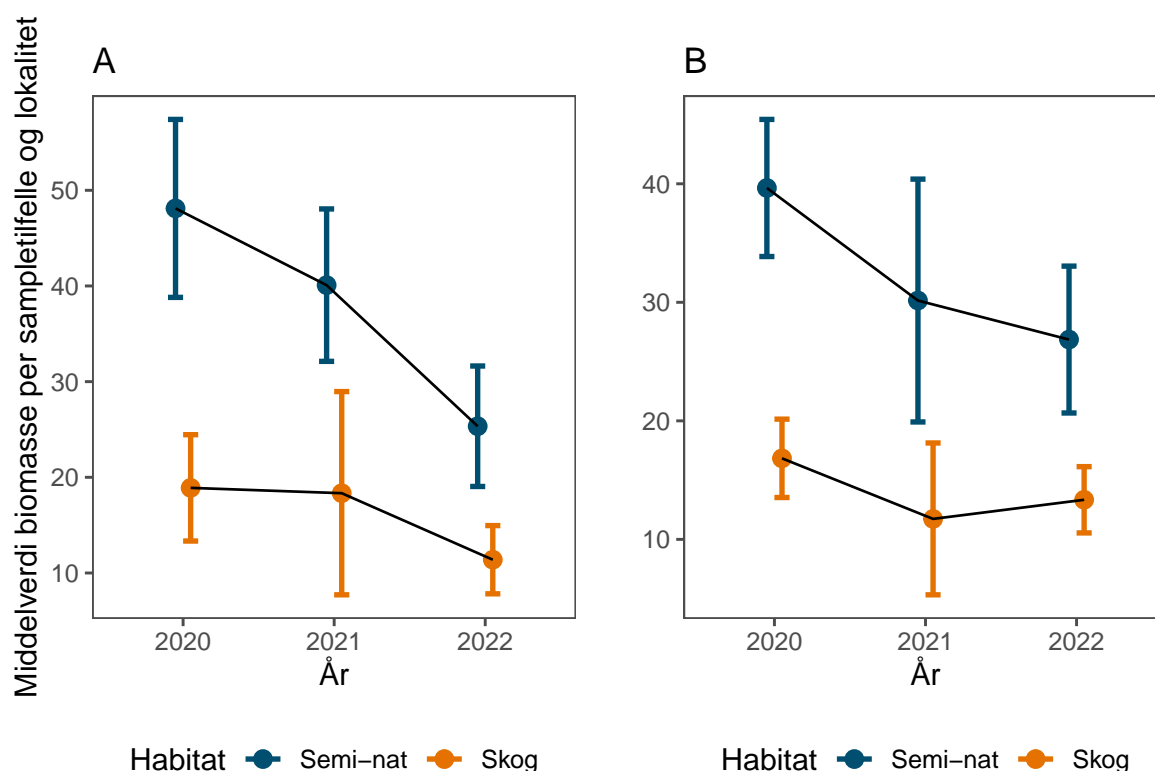 Middelverdi biomasse per sampletilfelle og lokalitet
A
50
40
30
20
10
2020 2021 2022
År
Habitat Semi−nat Skog
B
40
30
20
10
2020 2021 2022
År
Habitat Semi−nat Skog